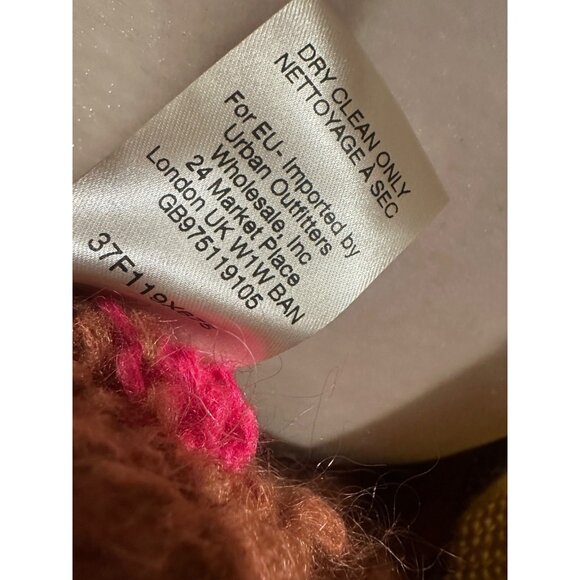 DRY CLEAN ONLY
NETTOYAGE A SEC
For EU- Imported by
Urban Outfitters
Wholesale, Inc
24 Market Place
London UK W1W BAN
GB975119105